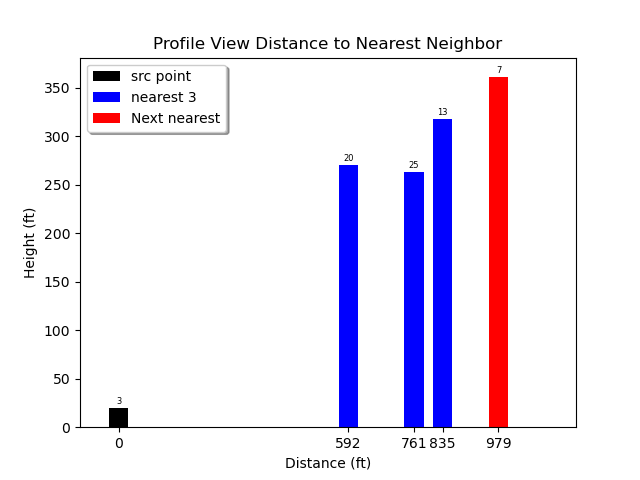 Profile View Distance to Nearest Neighbor
src point
nearest 3
Next nearest
7
13
20
25
3
350
300
250
200
150
100
50
0
Height (ft)
0 592 761 835 979
Distance (ft)